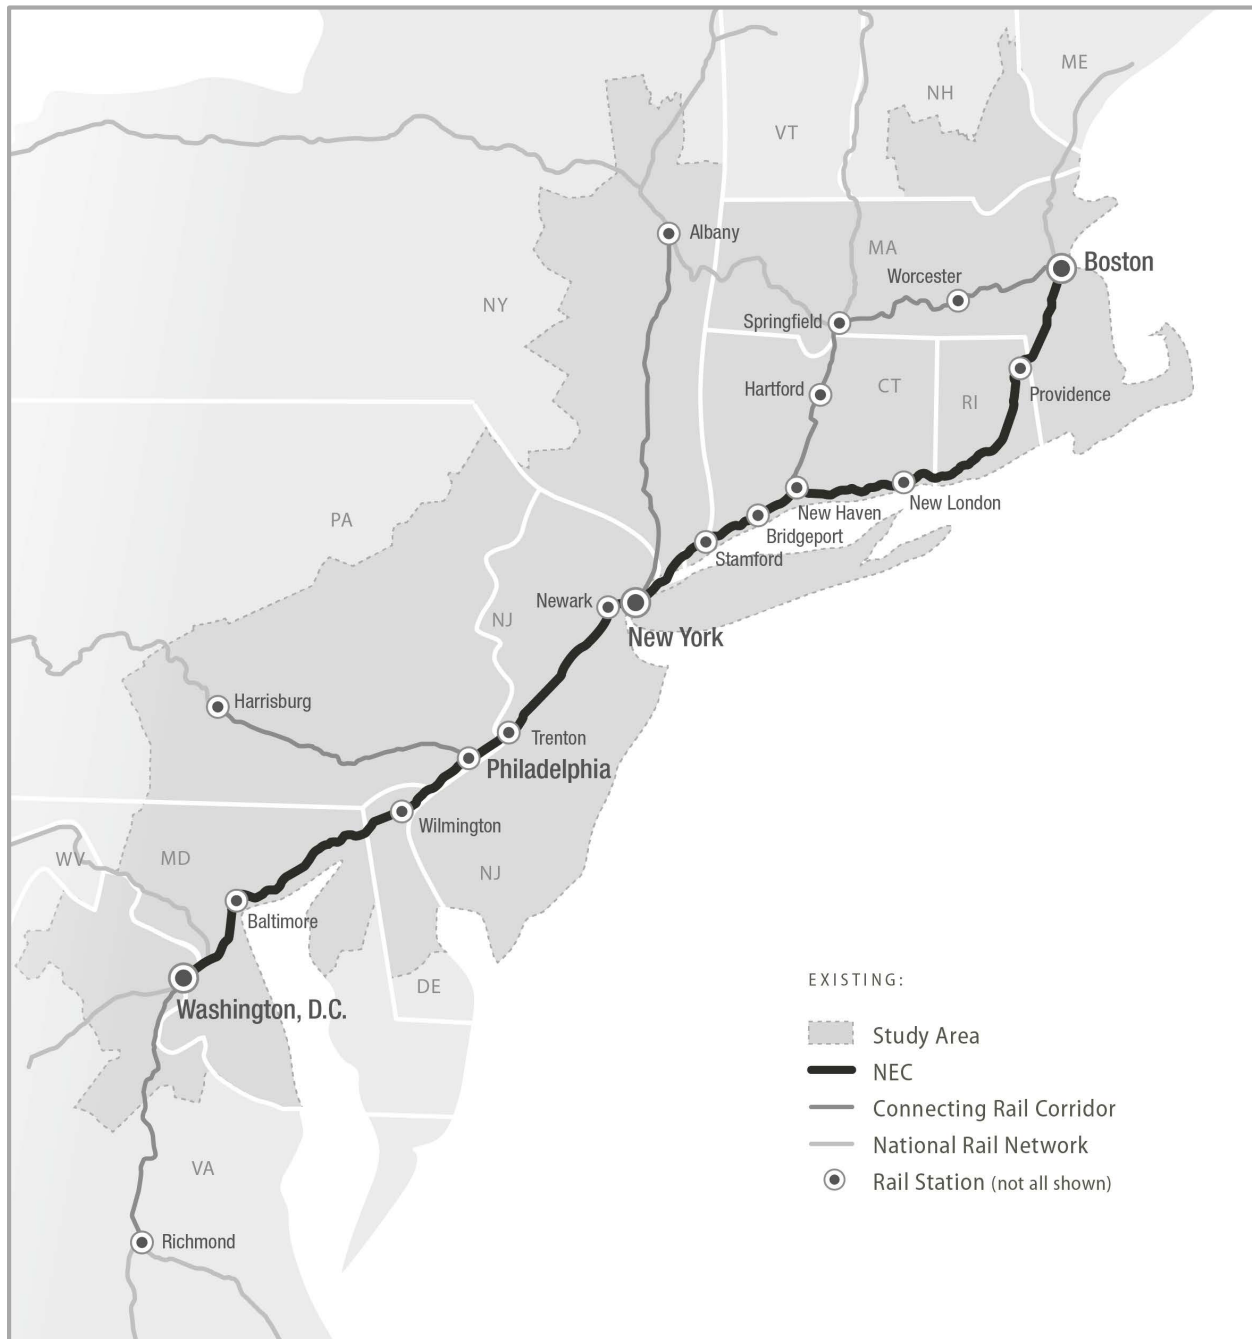 ME
NH
VT
Albany
MA
Boston
Worcester
NY
Springfield
Hartford
CT
RI
Providence
New London
New Haven
PA
Bridgeport
Stamford
Newark
NJ
New York
Harrisburg
Trenton
Philadelphia
Wilmington
WV
MD
NJ
Baltimore
DE
Washington, D.C.
EXISTING:
Study Area
NEC
Connecting Rail Corridor
National Rail Network
Rail Station (not all shown)
VA
Richmond